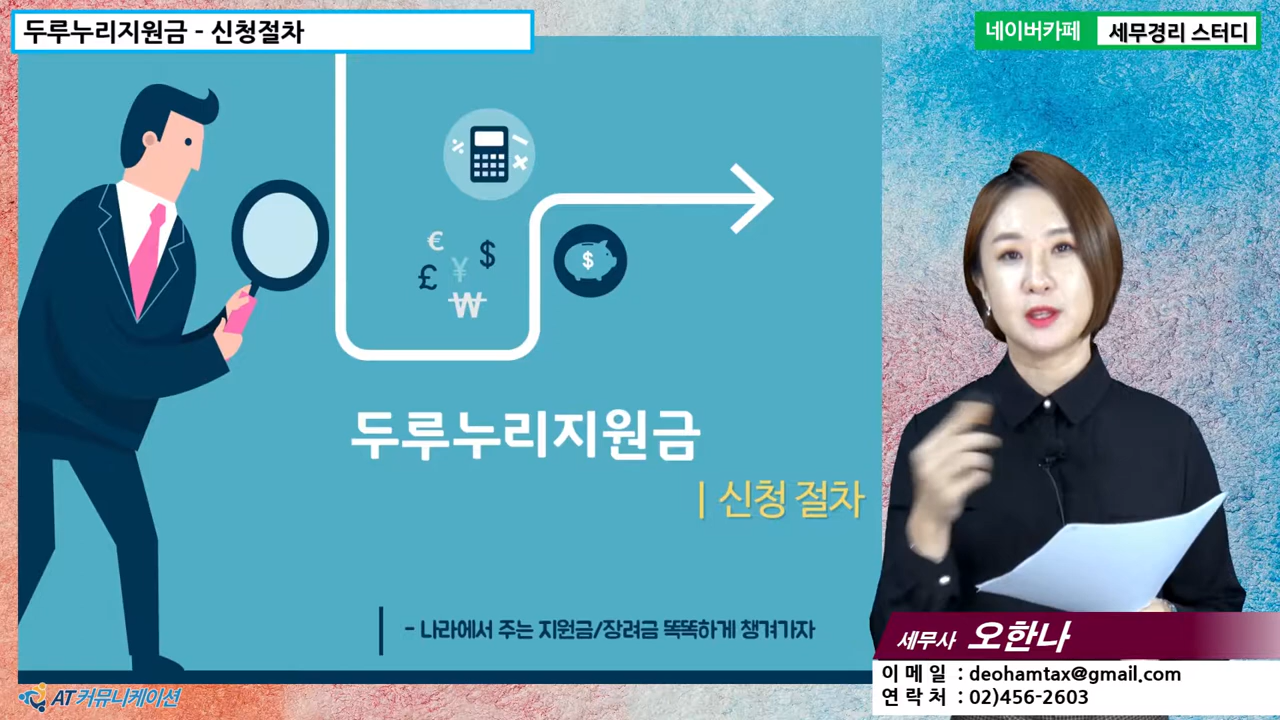 두루누리지원금 - 신청절차
네이버카페 세무경리 스터디
% − ×
€ $
£ ¥
₩
$
두루누리지원금
| 신청 절차
- 나라에서 주는 지원금/장려금 똑똑하게 챙겨가자
세무사 오한나
이 메 일 : deohamtax@gmail.com
연 락 처 : 02)456-2603
AT커뮤니케이션